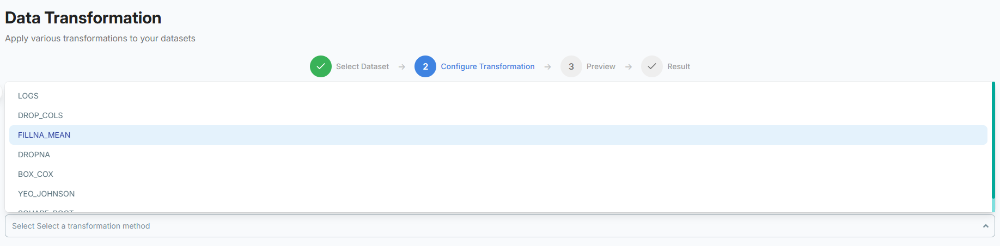 Data Transformation
Apply various transformations to your datasets
Select Dataset → 2 Configure Transformation → 3 Preview → Result
LOGS
DROP_COLS
FILLNA_MEAN
DROPNA
BOX_COX
YEO_JOHNSON
SQUARE_ROOT
Select Select a transformation method